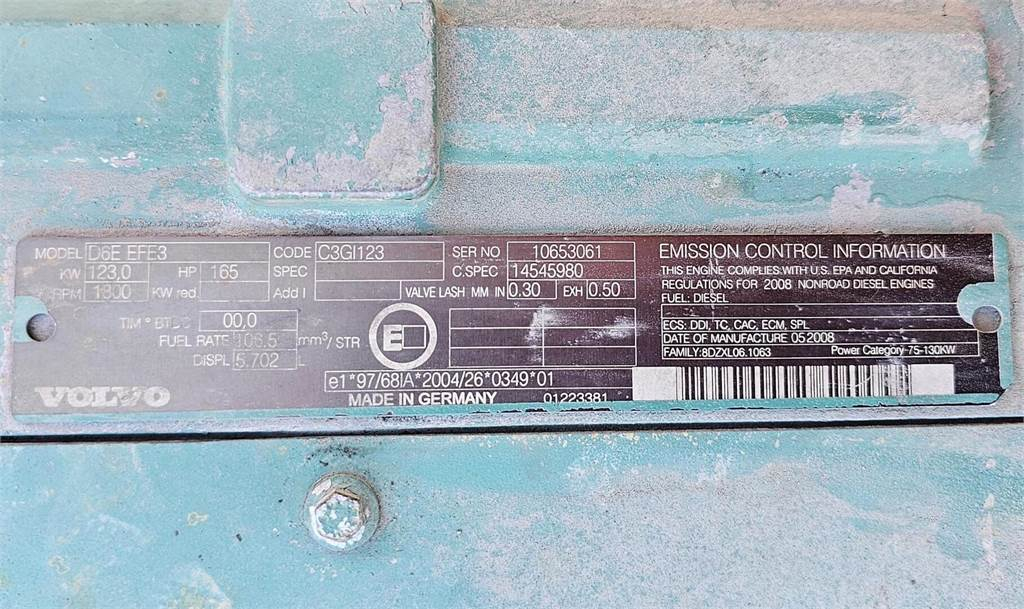 MODEL D6E EFE3 CODE C3GI123 SER NO 10653061
KW 123,0 HP 165 SPEC C.SPEC 14545980
RPM 1800 KW red. Add I VALVE LASH MM IN 0.30 EXH 0.50
TIM ° BTDC 00,0
FUEL RATE 106.5 mm³/STR
DISPL 5.702 L
E
e1*97/68IA*2004/26*0349*01
VOLVO
MADE IN GERMANY 01223381
EMISSION CONTROL INFORMATION
THIS ENGINE COMPLIES WITH U.S. EPA AND CALIFORNIA
REGULATIONS FOR 2008 NONROAD DIESEL ENGINES
FUEL: DIESEL
ECS: DDI, TC, CAC, ECM, SPL
DATE OF MANUFACTURE 052008
FAMILY:8DZXL06.1063 Power Category-75-130KW